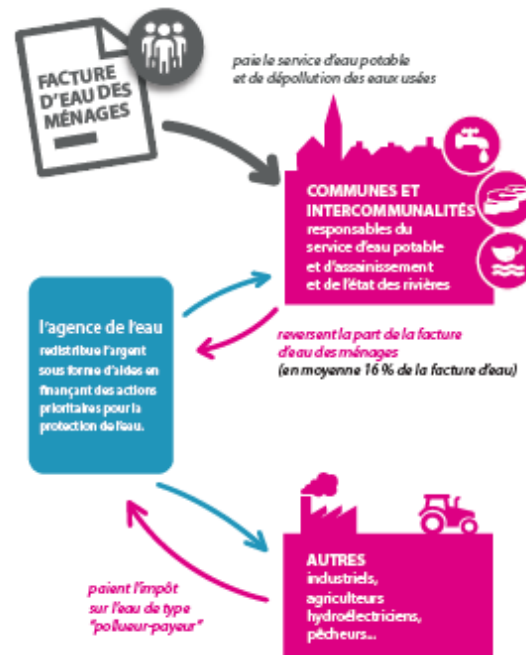 FACTURE
D'EAU DES
MÉNAGES
paie le service d'eau potable
et de dépollution des eaux usées
COMMUNES ET
INTERCOMMUNALITÉS
responsables du
service d'eau potable
et d'assainissement
et de l'état des rivières
l'agence de l'eau
redistribue l'argent
sous forme d'aides en
finançant des actions
prioritaires pour la
protection de l'eau.
reversent la part de la facture
d'eau des ménages
(en moyenne 16 % de la facture d'eau)
AUTRES
industriels,
agriculteurs
hydroélectriciens,
pêcheurs...
paient l'impôt
sur l'eau de type
"pollueur-payeur"